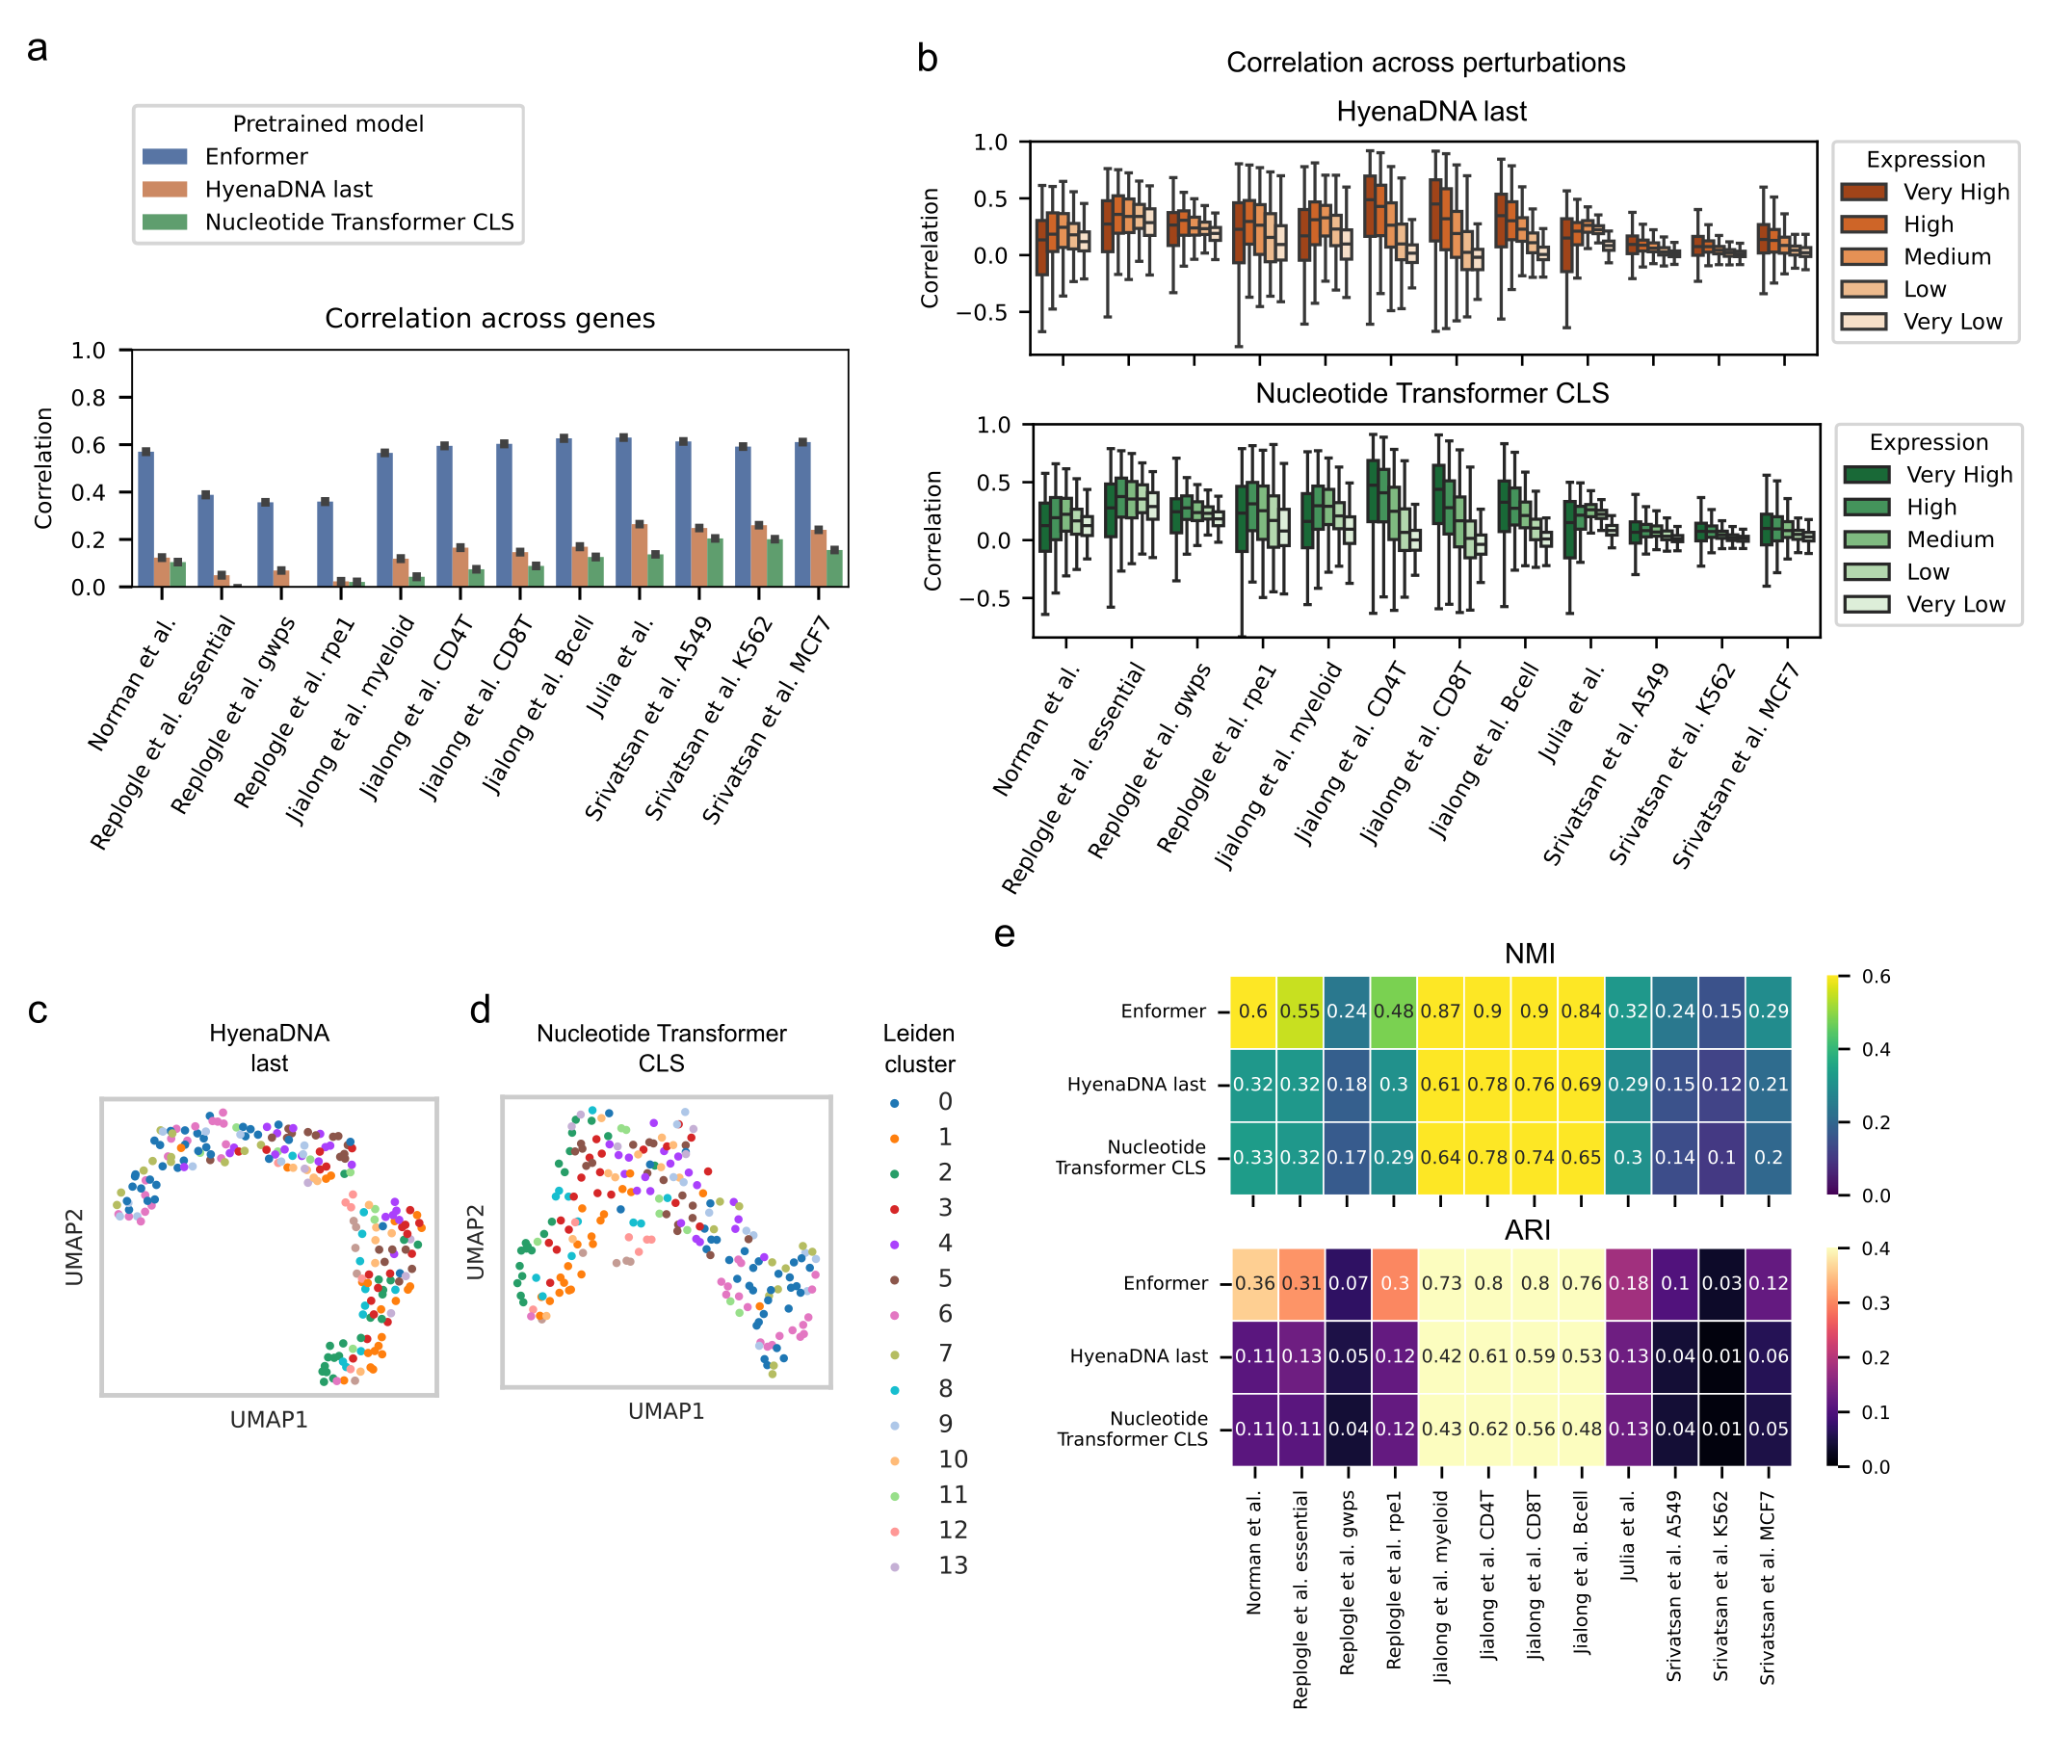 a
Pretrained model
Enformer
HyenaDNA last
Nucleotide Transformer CLS
Correlation across genes
Correlation
1.0
0.8
0.6
0.4
0.2
0.0
Norman et al.
Replogle et al. essential
Replogle et al. gwps
Replogle et al. rpe1
Jialong et al. myeloid
Jialong et al. CD4T
Jialong et al. CD8T
Jialong et al. Bcell
Julia et al.
Srivatsan et al. A549
Srivatsan et al. K562
Srivatsan et al. MCF7
b
Correlation across perturbations
HyenaDNA last
Correlation
1.0
0.5
0.0
−0.5
Expression
Very High
High
Medium
Low
Very Low
Nucleotide Transformer CLS
Correlation
1.0
0.5
0.0
−0.5
Expression
Very High
High
Medium
Low
Very Low
Norman et al.
Replogle et al. essential
Replogle et al. gwps
Replogle et al. rpe1
Jialong et al. myeloid
Jialong et al. CD4T
Jialong et al. CD8T
Jialong et al. Bcell
Julia et al.
Srivatsan et al. A549
Srivatsan et al. K562
Srivatsan et al. MCF7
c
HyenaDNA
last
UMAP2
UMAP1
d
Nucleotide Transformer
CLS
UMAP2
UMAP1
Leiden
cluster
0
1
2
3
4
5
6
7
8
9
10
11
12
13
e
NMI
Enformer 0.6 0.55 0.24 0.48 0.87 0.9 0.9 0.84 0.32 0.24 0.15 0.29
HyenaDNA last 0.32 0.32 0.18 0.3 0.61 0.78 0.76 0.69 0.29 0.15 0.12 0.21
Nucleotide
Transformer CLS 0.33 0.32 0.17 0.29 0.64 0.78 0.74 0.65 0.3 0.14 0.1 0.2
0.6
0.4
0.2
0.0
ARI
Enformer 0.36 0.31 0.07 0.3 0.73 0.8 0.8 0.76 0.18 0.1 0.03 0.12
HyenaDNA last 0.11 0.13 0.05 0.12 0.42 0.61 0.59 0.53 0.13 0.04 0.01 0.06
Nucleotide
Transformer CLS 0.11 0.11 0.04 0.12 0.43 0.62 0.56 0.48 0.13 0.04 0.01 0.05
0.4
0.3
0.2
0.1
0.0
Norman et al.
Replogle et al. essential
Replogle et al. gwps
Replogle et al. rpe1
Jialong et al. myeloid
Jialong et al. CD4T
Jialong et al. CD8T
Jialong et al. Bcell
Julia et al.
Srivitsan et al. A549
Srivatsan et al. K562
Srivatsan et al. MCF7